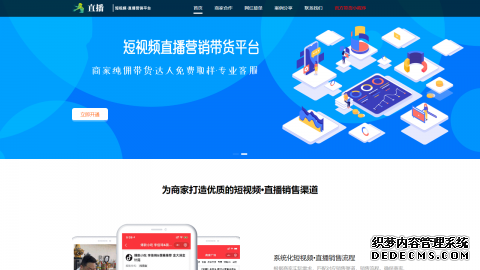 直播
短视频·直播营销平台
首页
商家合作
网红服务
案例分享
联系我们
短视频直播营销带货平台
商家纯佣带货达人免费取样专业客服
立即开通
为商家打造优质的短视频•直播销售渠道
系统化短视频•直播销售流程
织梦内容管理系统
DEDECMS.COM